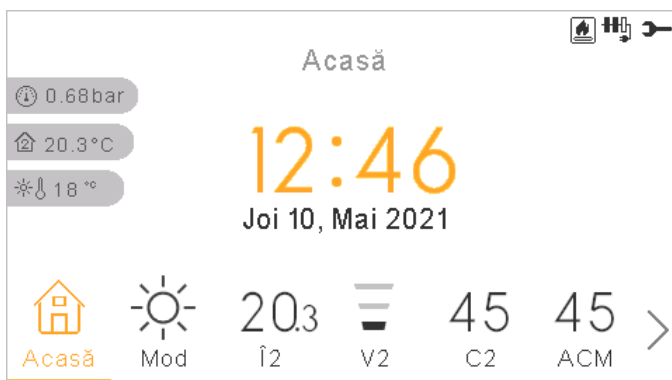 Acasă
0.68bar
2 20.3°C
18 °C
12:46
Joi 10, Mai 2021
20.3 45 45
Acasă Mod Î2 V2 C2 ACM